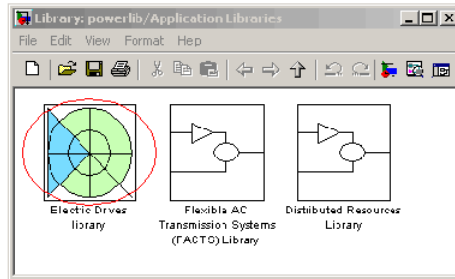 Library: powerlib/Application Libraries
File Edit View Format Help
Electric Drives
library
Flexible AC
Transmission Systems
(FACTS) Library
Distributed Resources
Library